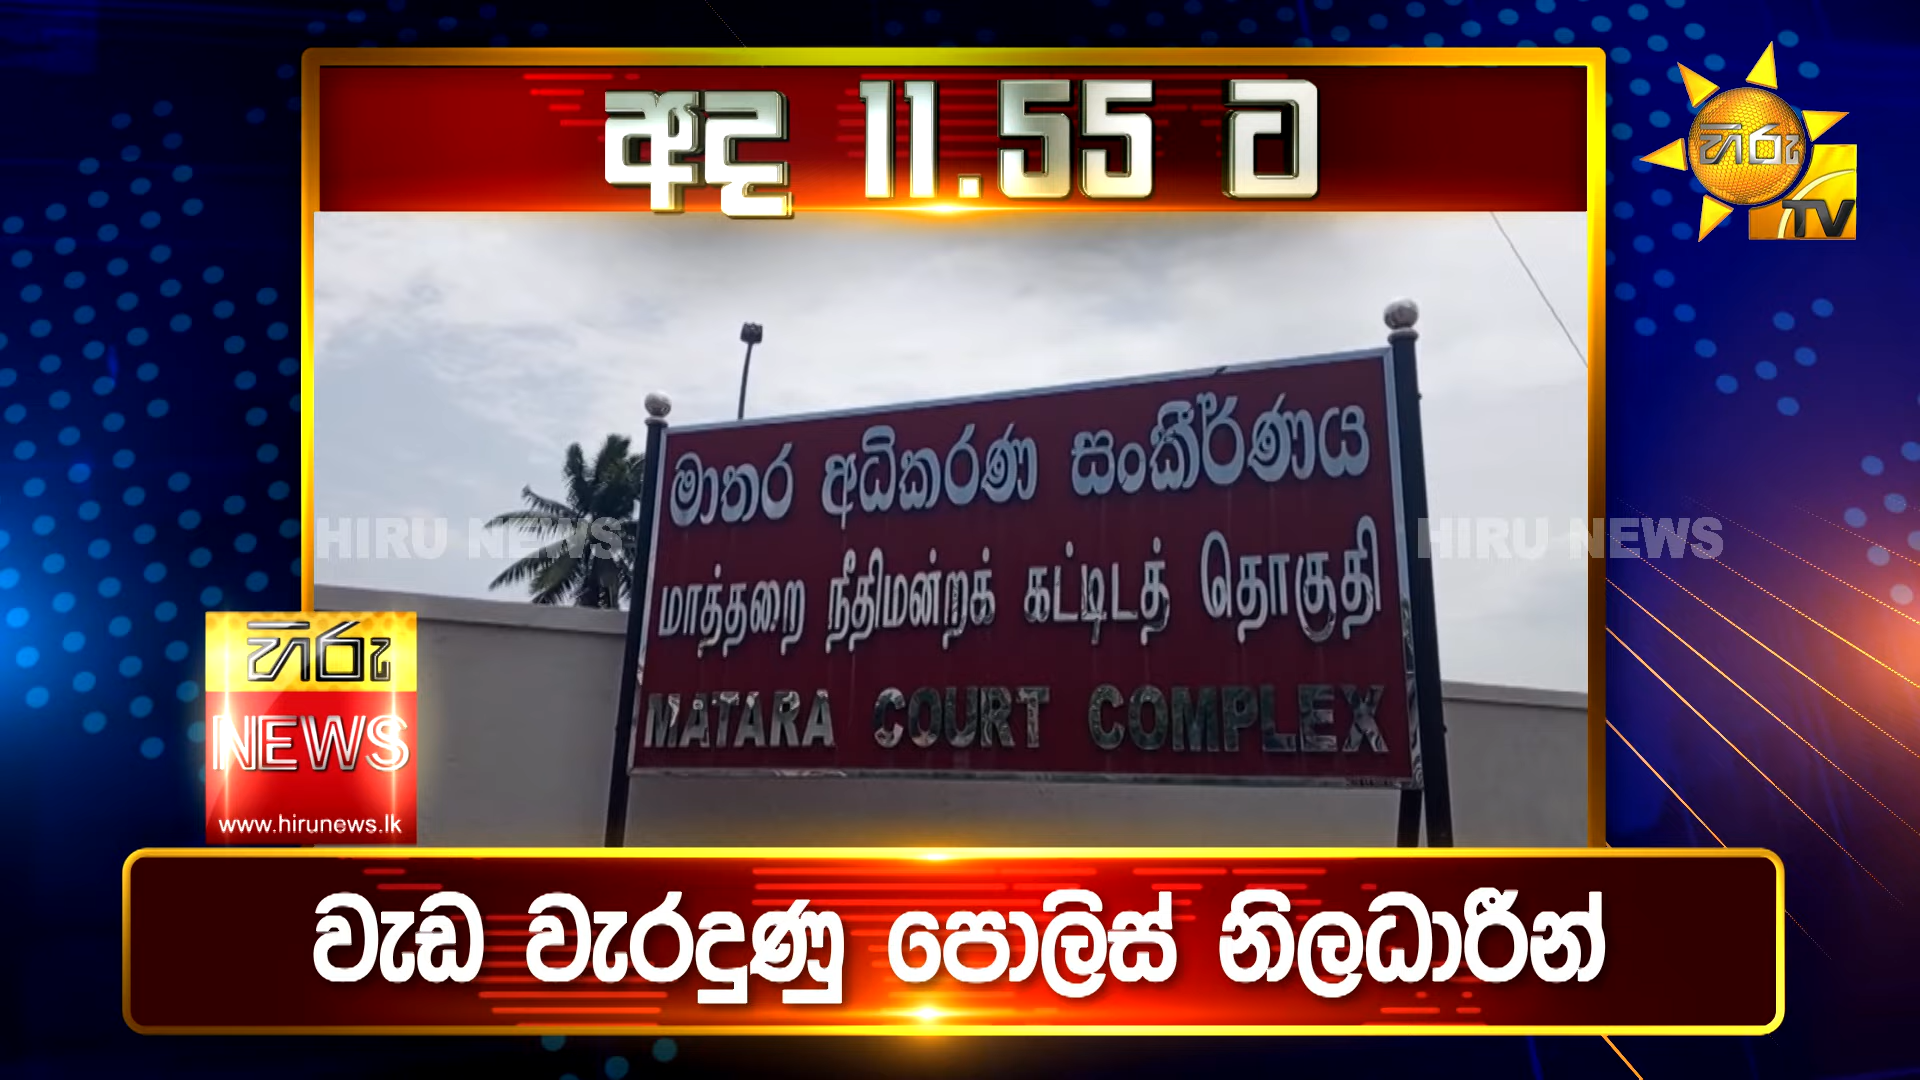 අද 11.55 ට
හිරු
TV
මාතර අධිකරණ සංකීර්ණය
மாத்தறை நீதிமன்றக் கட்டிடத் தொகுதி
MATARA COURT COMPLEX
HIRU NEWS
HIRU NEWS
හිරු
NEWS
www.hirunews.lk
වැඩ වැරදුණු පොලිස් නිලධාරීන්